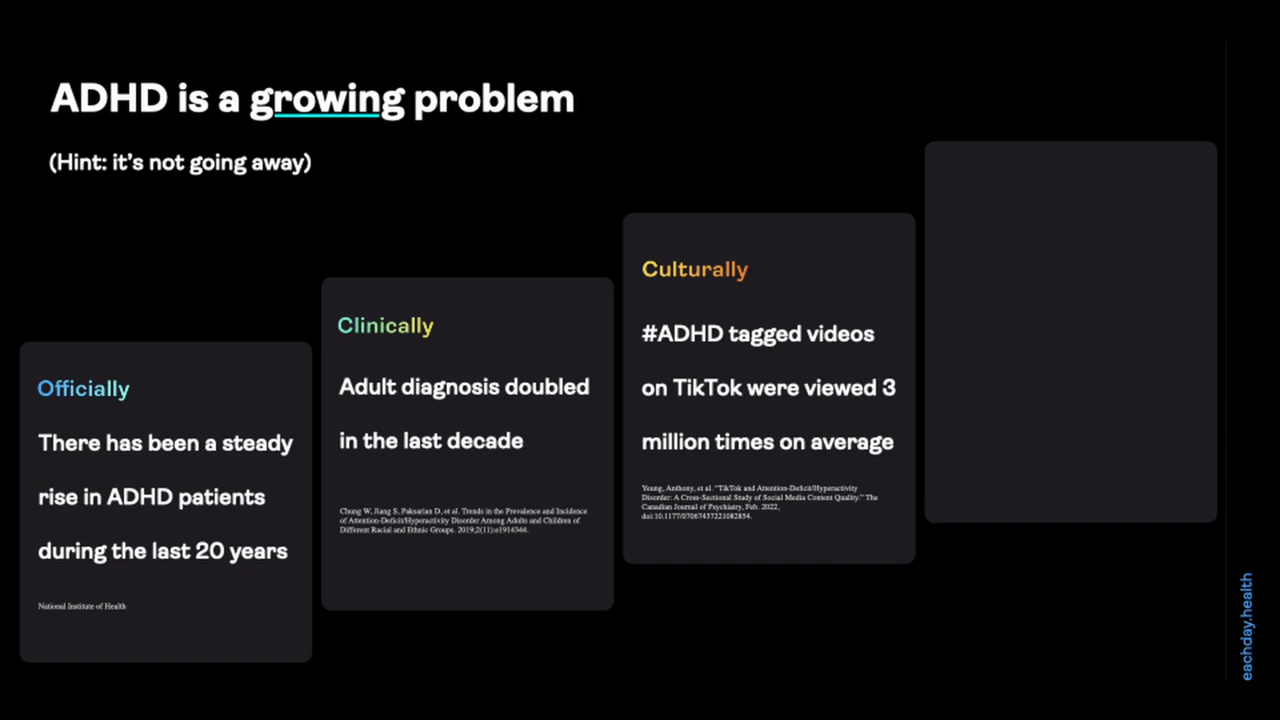 ADHD is a growing problem
(Hint: it's not going away)
Officially
There has been a steady
rise in ADHD patients
during the last 20 years
National Institute of Health
Clinically
Adult diagnosis doubled
in the last decade
Chung W, Jiang S, Paksarian D, et al. Trends in the Prevalence and Incidence
of Attention-Deficit/Hyperactivity Disorder Among Adults and Children of
Different Racial and Ethnic Groups. 2019;2(11):e1914344.
Culturally
#ADHD tagged videos
on TikTok were viewed 3
million times on average
Yeung, Anthony, et al. "TikTok and Attention-Deficit/Hyperactivity
Disorder: A Cross-Sectional Study of Social Media Content Quality." The
Canadian Journal of Psychiatry, Feb. 2022,
doi:10.1177/07067437221082854.
eachday.health